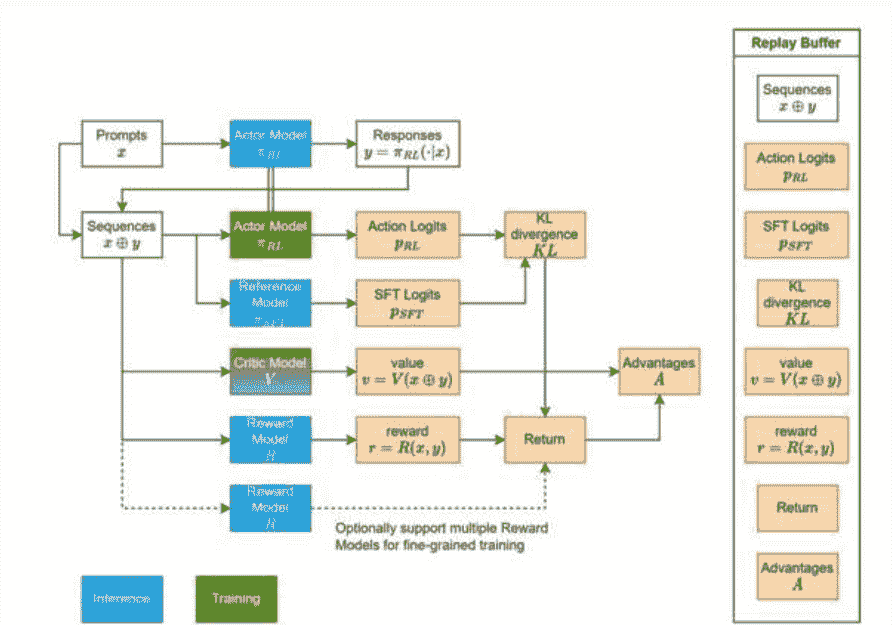 Replay Buffer
Sequences
x ⊕ y
Prompts
x
Actor Model
π_RL
Responses
y = π_RL(·|x)
Action Logits
p_RL
Sequences
x ⊕ y
Actor Model
π_RL
Action Logits
p_RL
KL
divergence
KL
SFT Logits
p_SFT
Reference
Model
SFT Logits
p_SFT
KL
divergence
KL
Critic Model
V
value
v = V(x ⊕ y)
Advantages
A
value
v = V(x ⊕ y)
Reward
Model
R
reward
r = R(x, y)
Return
reward
r = R(x, y)
Reward
Model
R
Optionally support multiple Reward
Models for fine-grained training
Return
Inference
Training
Advantages
A